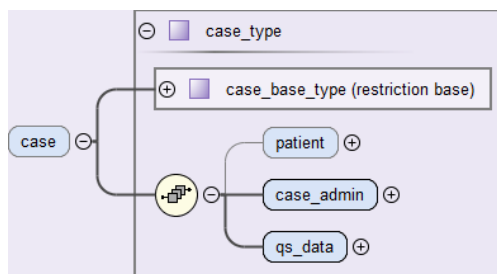 case_type
case_base_type (restriction base)
case
patient
case_admin
qs_data